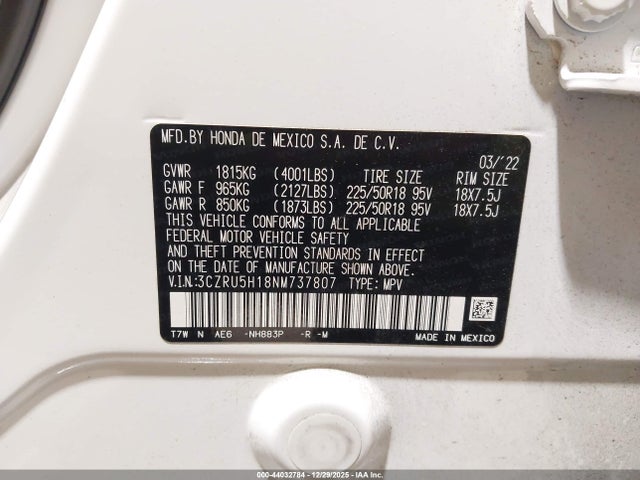 MFD.BY HONDA DE MEXICO S.A. DE C.V.
03/'22
GVWR 1815KG (4001LBS) TIRE SIZE RIM SIZE
GAWR F 965KG (2127LBS) 225/50R18 95V 18X7.5J
GAWR R 850KG (1873LBS) 225/50R18 95V 18X7.5J
THIS VEHICLE CONFORMS TO ALL APPLICABLE
FEDERAL MOTOR VEHICLE SAFETY
AND THEFT PREVENTION STANDARDS IN EFFECT
ON THE DATE OF MANUFACTURE SHOWN ABOVE.
V.I.N.:3CZRU5H18NM737807 TYPE: MPV
T7W N AE6 -NH883P -R -M MADE IN MEXICO
000-44032784 - 12/29/2025 - IAA, Inc.